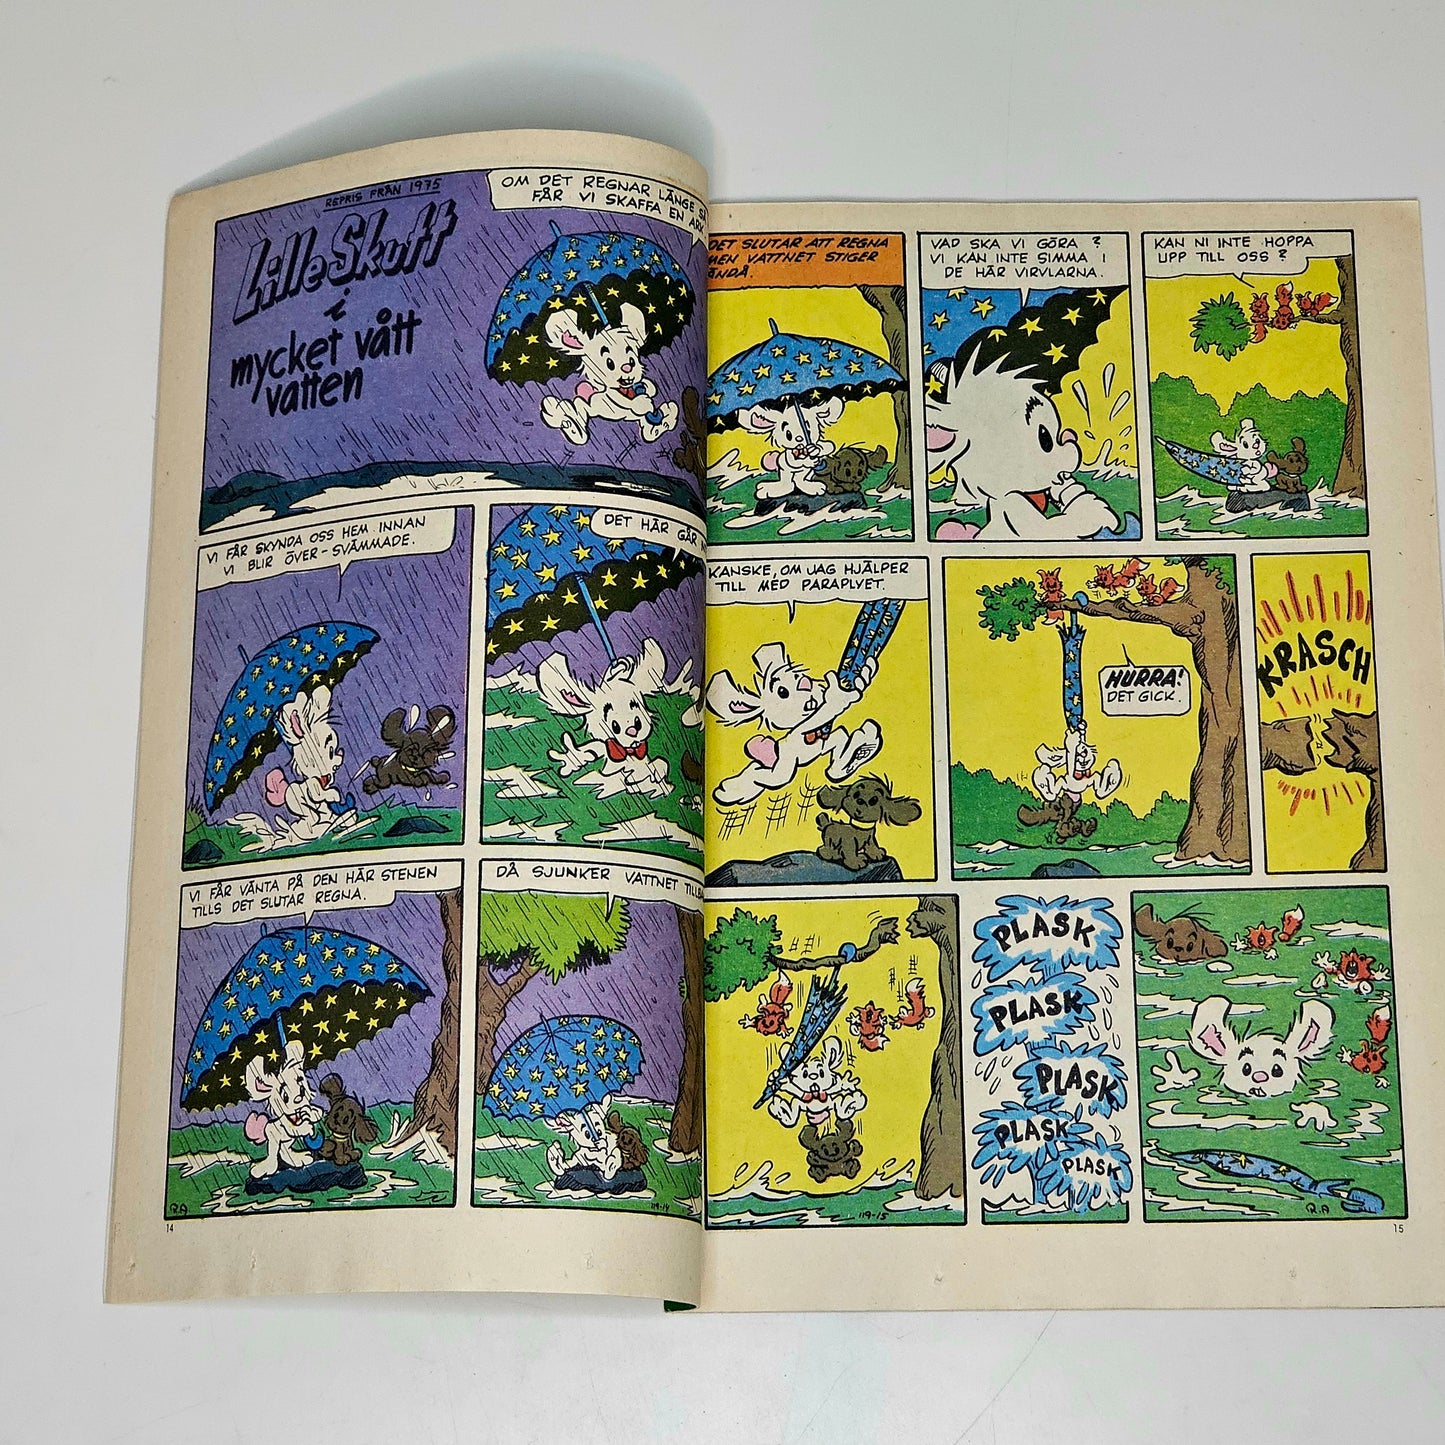 REPRIS FRÅN 1975
Lille Skutt
i
mycket vått
vatten
OM DET REGNAR LÄNGE
FÅR VI SKAFFA EN
VI FÅR SKYNDA OSS HEM INNAN
VI BLIR ÖVER-SVÄMMADE.
DET HÄR GÅR
VI FÅR VÄNTA PÅ DEN HÄR STENEN
TILLS DET SLUTAR REGNA.
DÅ SJUNKER VATTNET
R.A
119-14
14
DET SLUTAR ATT REGNA
MEN VATTNET STIGER
ÄNDÅ.
VAD SKA VI GÖRA?
VI KAN INTE SIMMA I
DE HÄR VIRVLARNA.
KAN NI INTE HOPPA
UPP TILL OSS?
KANSKE, OM JAG HJÄLPER
TILL MED PARAPLYET.
HURRA!
DET GICK.
KRASCH
PLASK
PLASK
PLASK
PLASK
PLASK
119-15
R.A
15